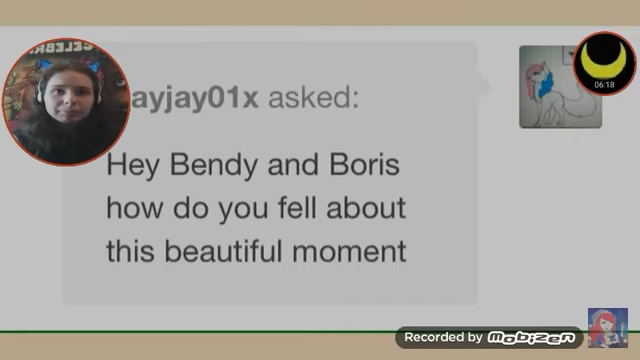 ayjay01x asked:
Hey Bendy and Boris
how do you fell about
this beautiful moment
06:18
Recorded by mobizen